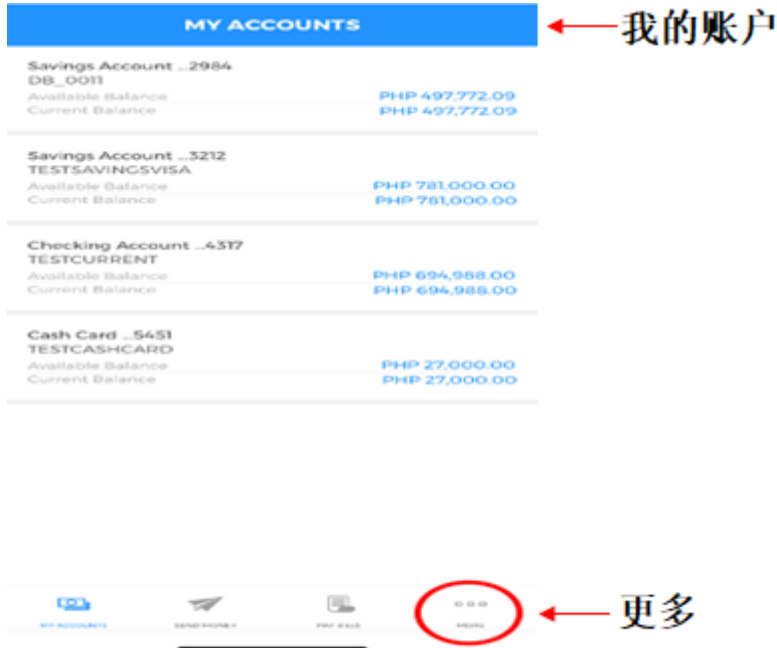 MY ACCOUNTS
我的账户
Savings Account ...2984
DB_0011
Available Balance PHP 497,772.09
Current Balance PHP 497,772.09
Savings Account ...3212
TESTSAVINGSVISA
Available Balance PHP 781,000.00
Current Balance PHP 781,000.00
Checking Account ...4317
TESTCURRENT
Available Balance PHP 694,988.00
Current Balance PHP 694,988.00
Cash Card ...5451
TESTCASHCARD
Available Balance PHP 27,000.00
Current Balance PHP 27,000.00
MY ACCOUNTS SEND MONEY PAY BILLS
更多